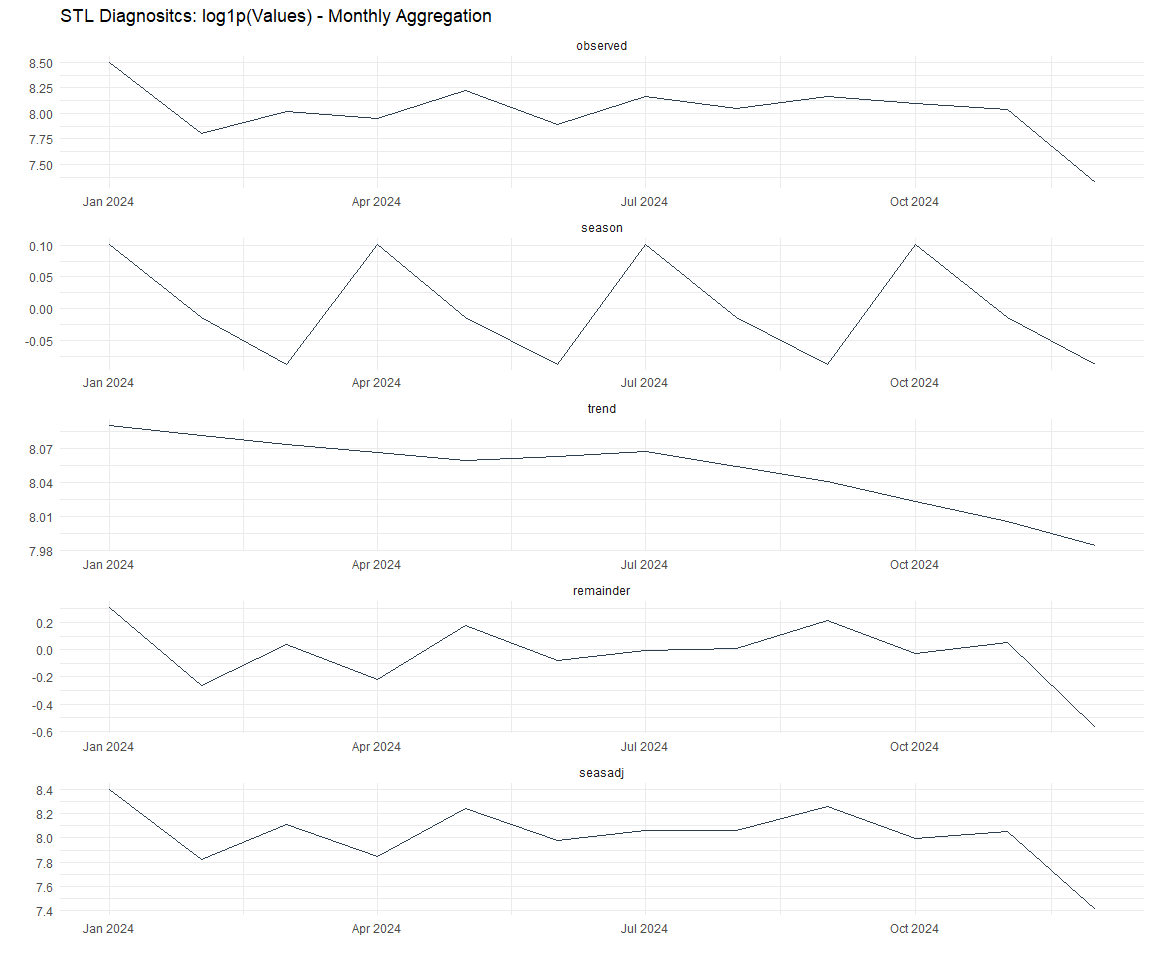 STL Diagnositcs: log1p(Values) - Monthly Aggregation
observed
8.50
8.25
8.00
7.75
7.50
Jan 2024 Apr 2024 Jul 2024 Oct 2024
season
0.10
0.05
0.00
-0.05
Jan 2024 Apr 2024 Jul 2024 Oct 2024
trend
8.07
8.04
8.01
7.98
Jan 2024 Apr 2024 Jul 2024 Oct 2024
remainder
0.2
0.0
-0.2
-0.4
-0.6
Jan 2024 Apr 2024 Jul 2024 Oct 2024
seasadj
8.4
8.2
8.0
7.8
7.6
7.4
Jan 2024 Apr 2024 Jul 2024 Oct 2024